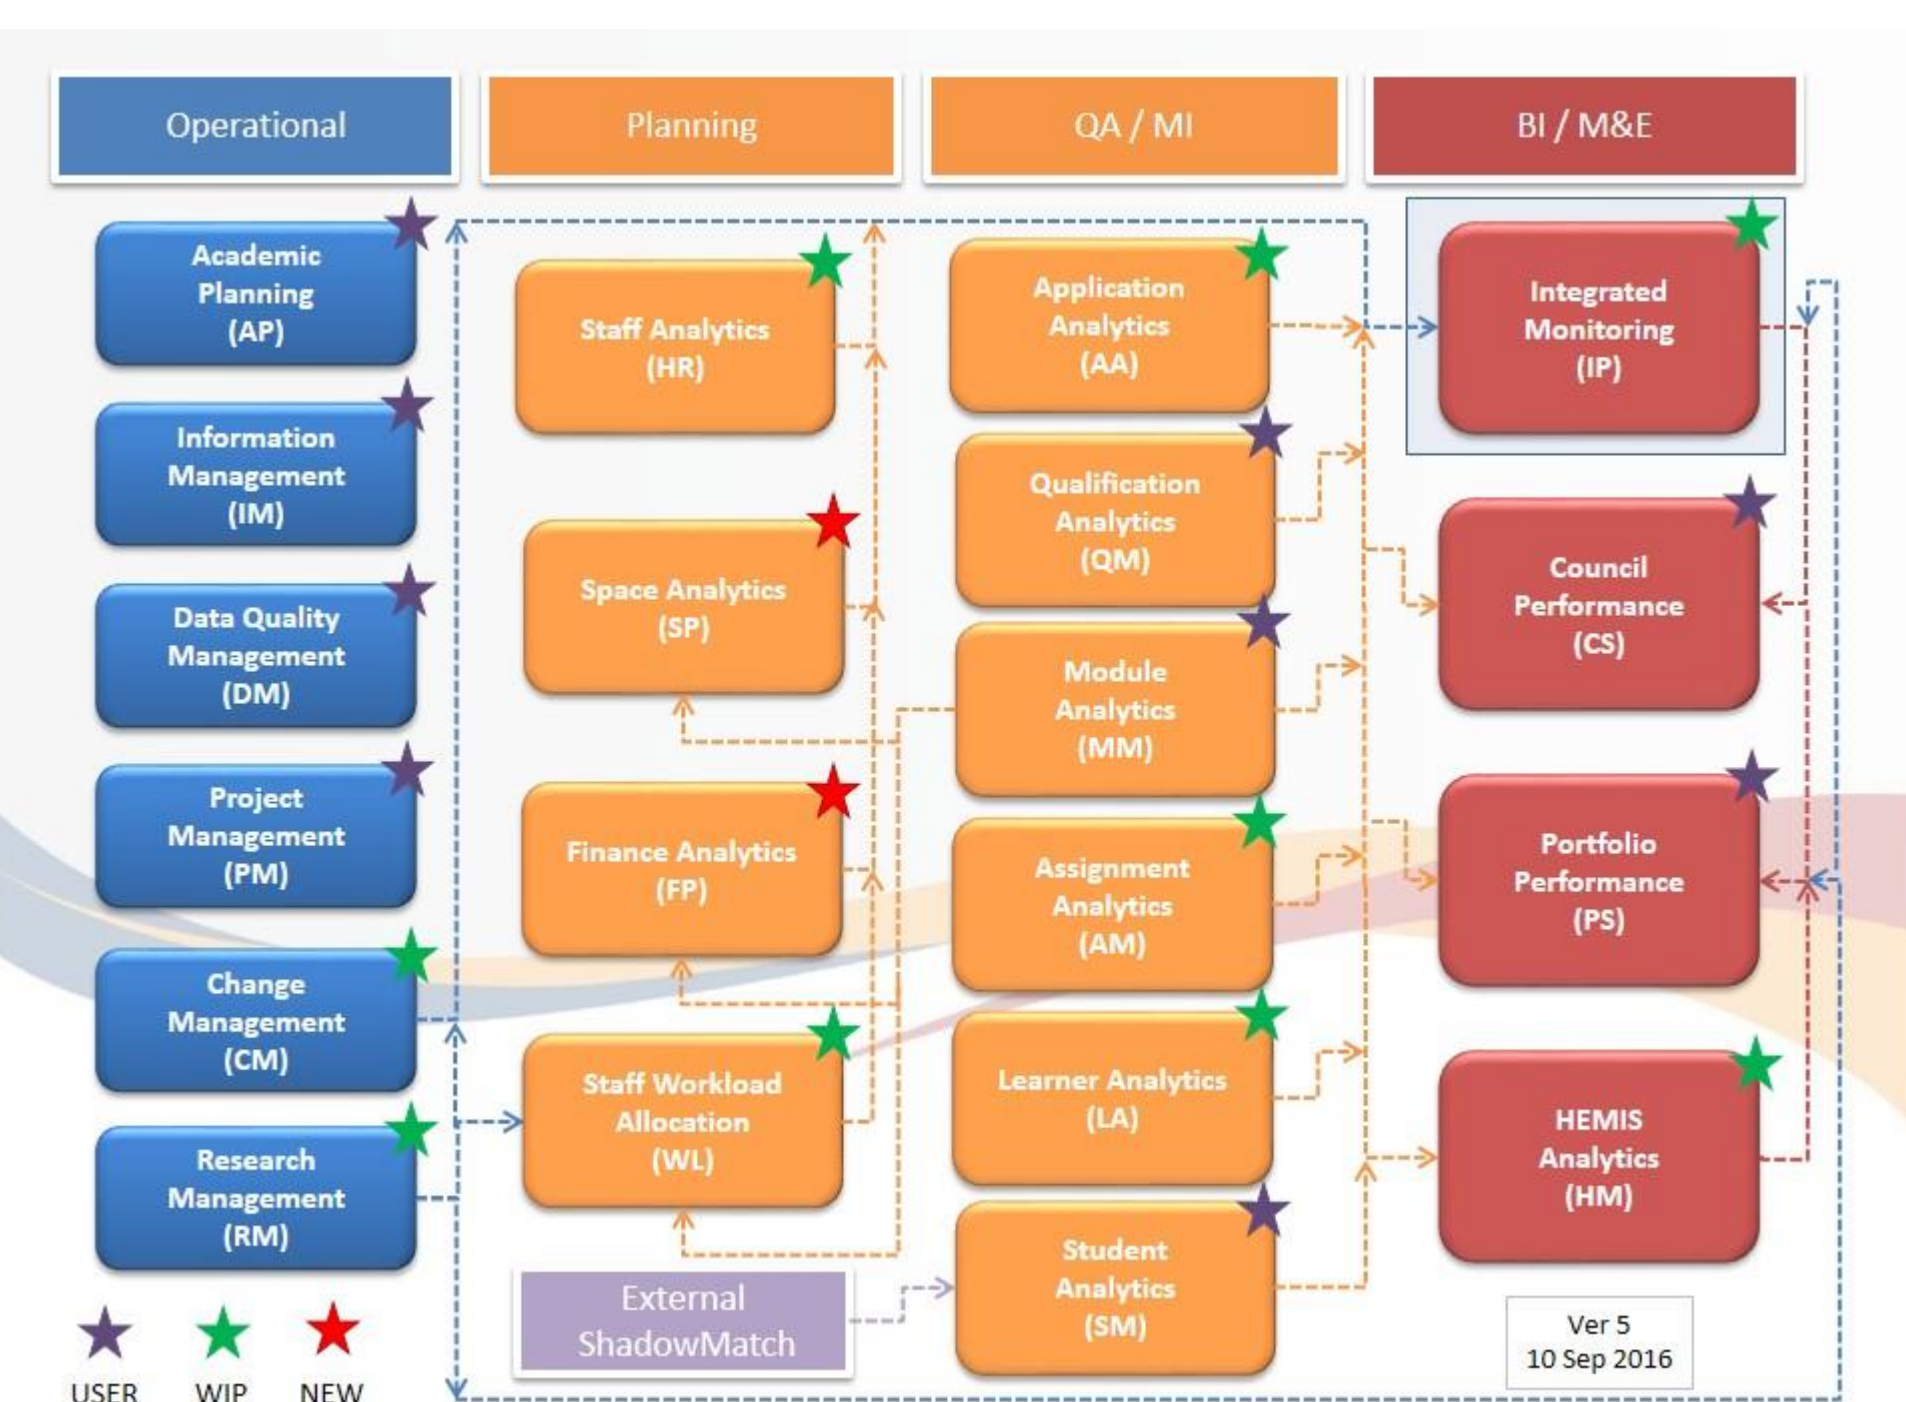 Operational
Planning
QA / MI
BI / M&E
Academic
Planning
(AP)
Information
Management
(IM)
Data Quality
Management
(DM)
Project
Management
(PM)
Change
Management
(CM)
Research
Management
(RM)
USER
WIP
NEW
Staff Analytics
(HR)
Space Analytics
(SP)
Finance Analytics
(FP)
Staff Workload
Allocation
(WL)
External
ShadowMatch
Application
Analytics
(AA)
Qualification
Analytics
(QM)
Module
Analytics
(MM)
Assignment
Analytics
(AM)
Learner Analytics
(LA)
Student
Analytics
(SM)
Integrated
Monitoring
(IP)
Council
Performance
(CS)
Portfolio
Performance
(PS)
HEMIS
Analytics
(HM)
Ver 5
10 Sep 2016